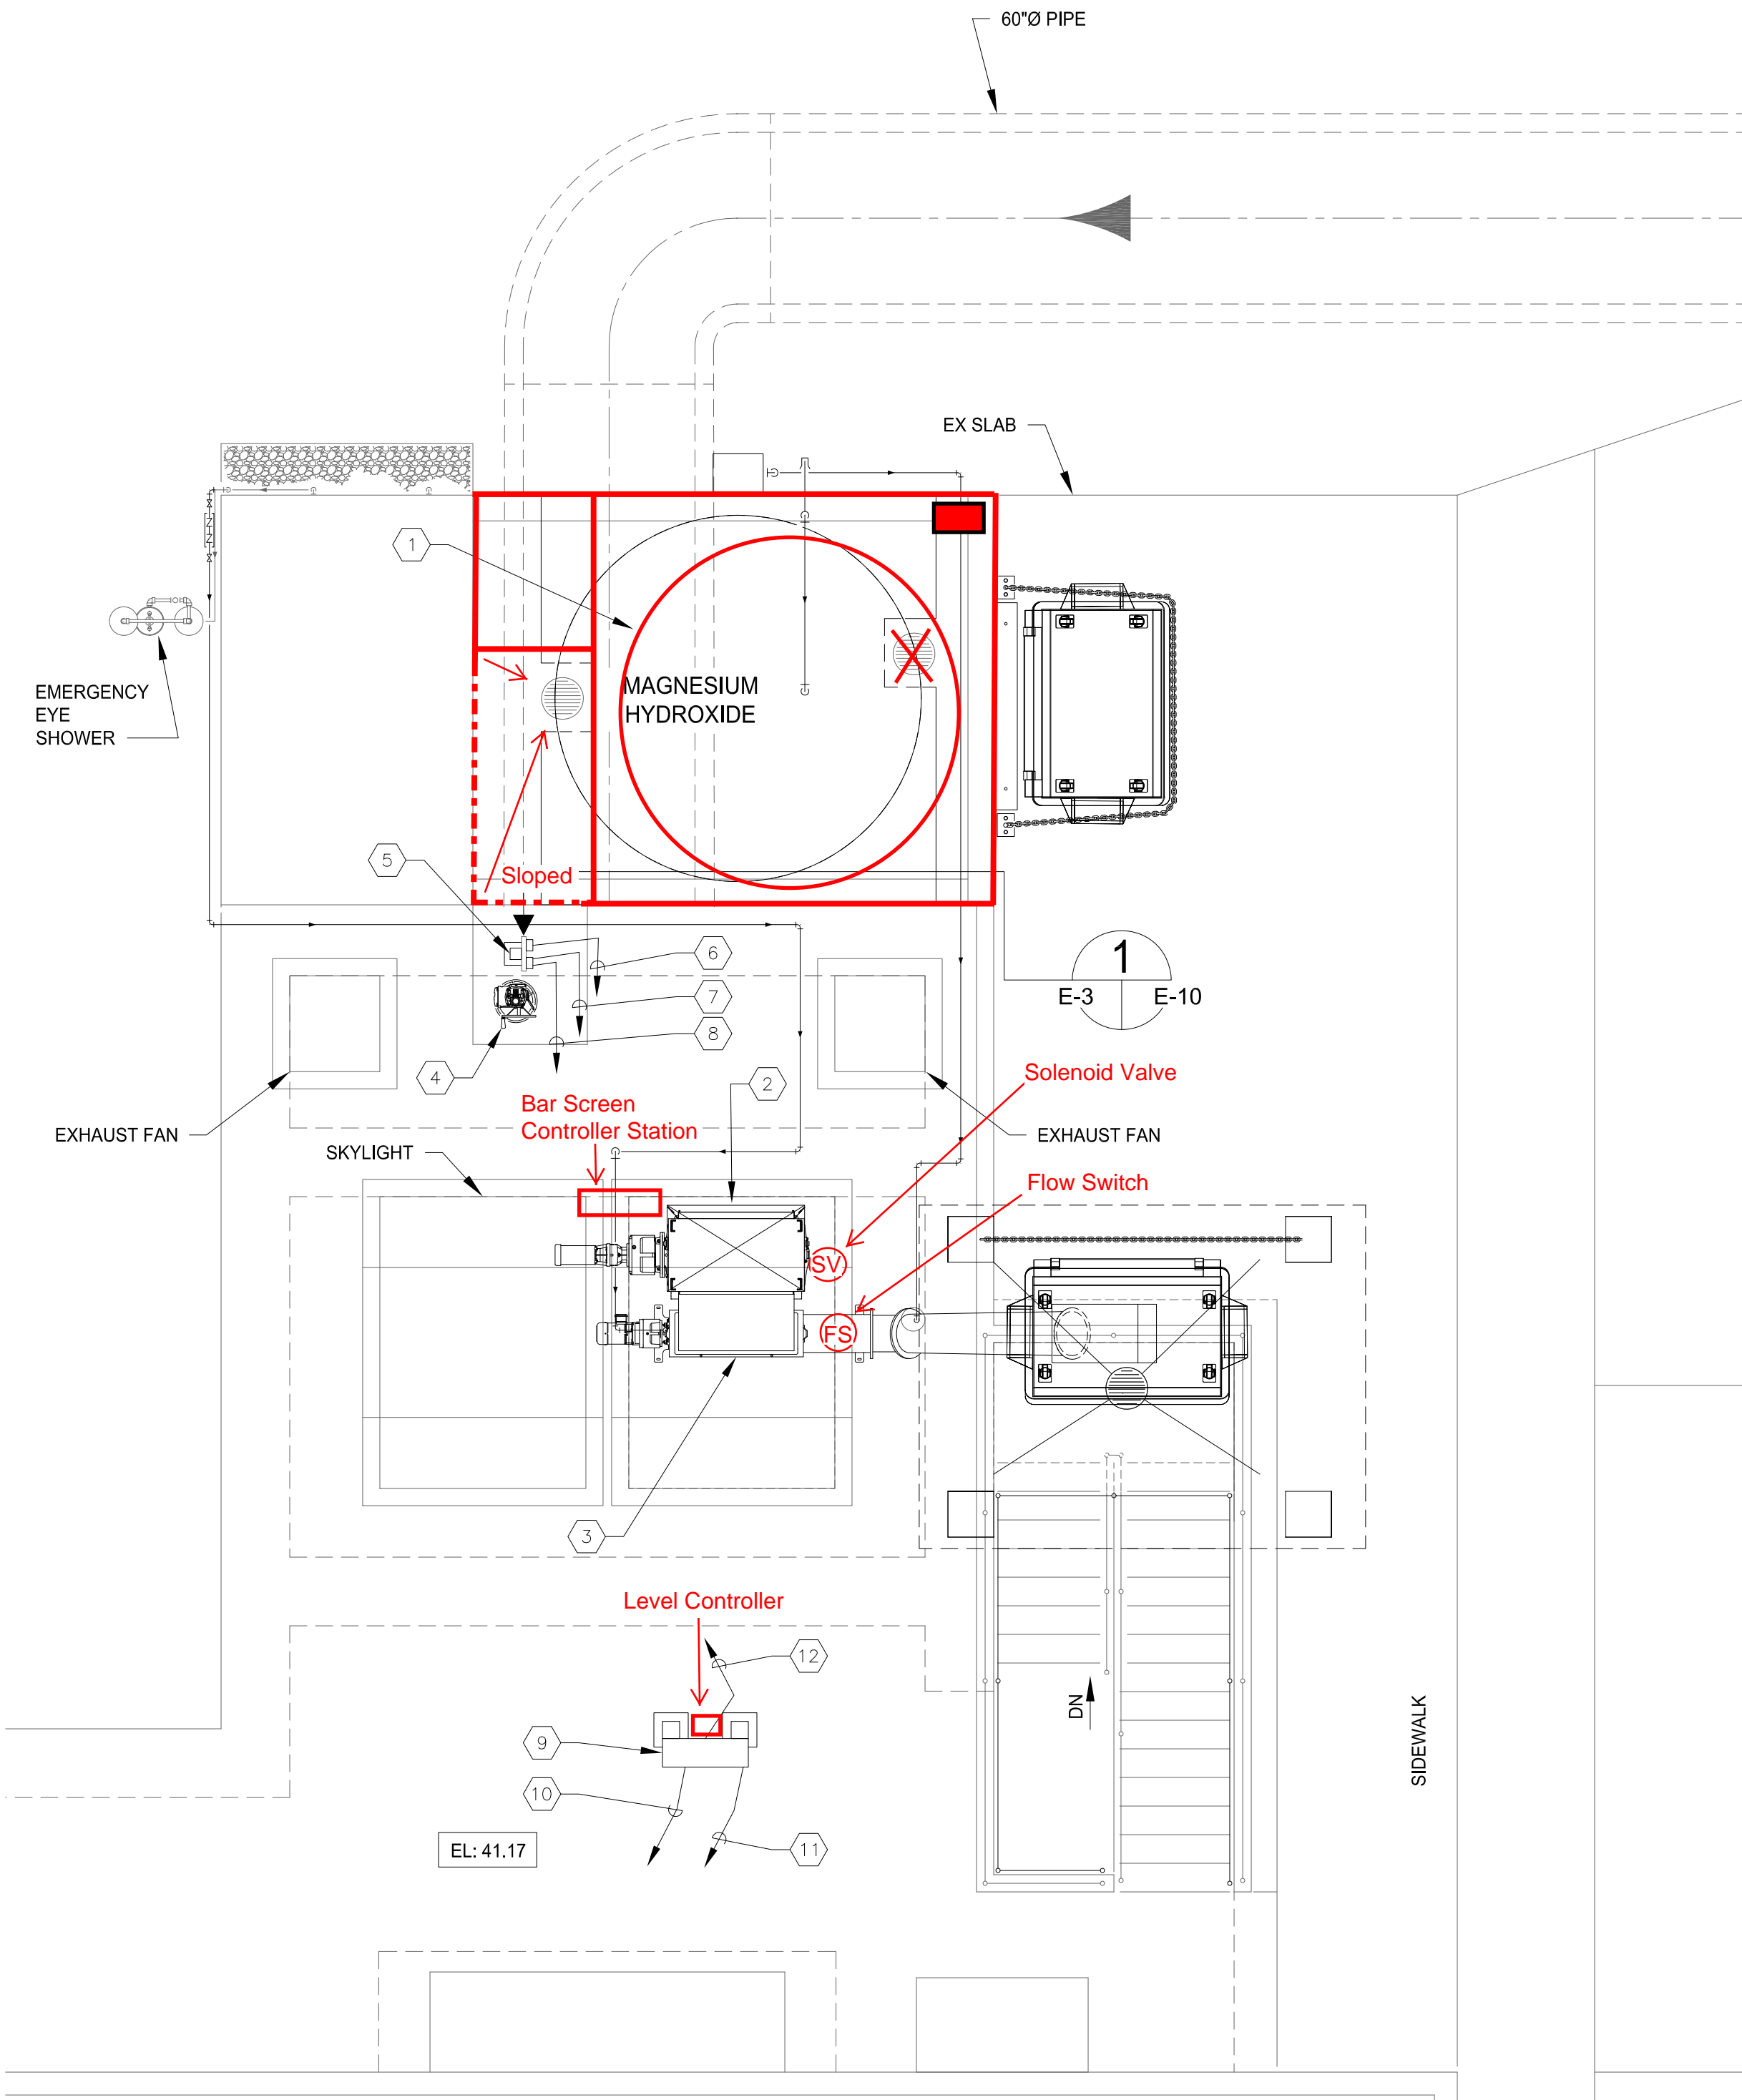 60"Ø PIPE
EX SLAB
1
EMERGENCY
EYE
SHOWER
MAGNESIUM
HYDROXIDE
5
Sloped
6
1
E-3
E-10
7
8
4
2
Solenoid Valve
Bar Screen
Controller Station
EXHAUST FAN
EXHAUST FAN
SKYLIGHT
Flow Switch
SV
FS
3
Level Controller
12
DN
9
SIDEWALK
10
EL: 41.17
11